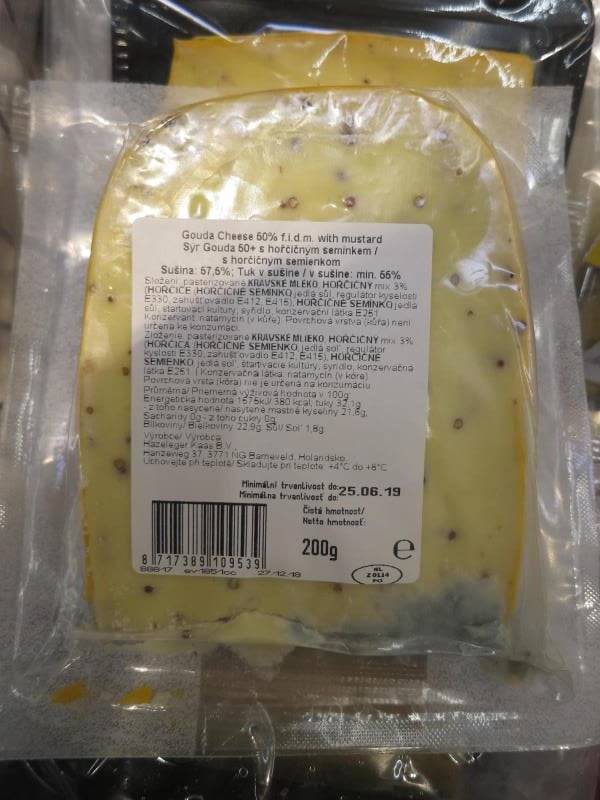 Gouda Cheese 50% f.i.d.m. with mustard
Sýr Gouda 50+ s hořčičným semínkem /
s horčičným semienkom
Sušina: 57,5%; Tuk v sušině / v sušine: min. 55%
Složení: pasterizované KRAVSKÉ MLÉKO, HOŘČIČNÝ mix 3%
(HOŘČICE (HOŘČIČNÉ SEMÍNKO, jedlá sůl, regulátor kyselosti
E330, zahušťovadlo E412, E415), HOŘČIČNÉ SEMÍNKO, jedlá
sůl, startovací kultury, syřidlo, konzervační látka E251.
Konzervant: natamycin (v kůře). Povrchová vrstva (kůra) není
určena ke konzumaci.
Zloženie: pasterizované KRAVSKÉ MLIEKO, HORČIČNÝ mix 3%
(HORČICA (HORČIČNÉ SEMIENKO, jedlá soľ, regulátor
kyslosti E330, zahusťovadlo E412, E415), HORČIČNÉ
SEMIENKO, jedlá soľ, štartovacie kultúry, syridlo, konzervačná
látka E251. (Konzervačná látka: natamycín (v kôre).
Povrchová vrsta (kôra) nie je určená na konzumáciu.
Průměrná/ Priemerná výživová hodnota v 100g:
Energetická hodnota 1575kJ/ 380 kcal, tuky 32,1g
- z toho nasycené/ nasýtené mastné kyseliny 21,6g,
Sacharidy 0g - z toho cukry 0g,
Bílkoviny/ Bielkoviny 22,9g, Sůl/ Soľ 1,8g
Výrobce/ Výrobca:
Hazeleger Kaas B.V.,
Hanzeweg 37, 3771 NG Barneveld, Holandsko.
Uchovejte při teplotě/ Skladujte pri teplote: +4°C do +8°C
Minimální trvanlivost do:
Minimálna trvanlivosť do: 25.06.19
Čistá hmotnost/
Netto hmotnosť:
200g e
8 717389 109539
NL
Z 0114
EG
27/12/18